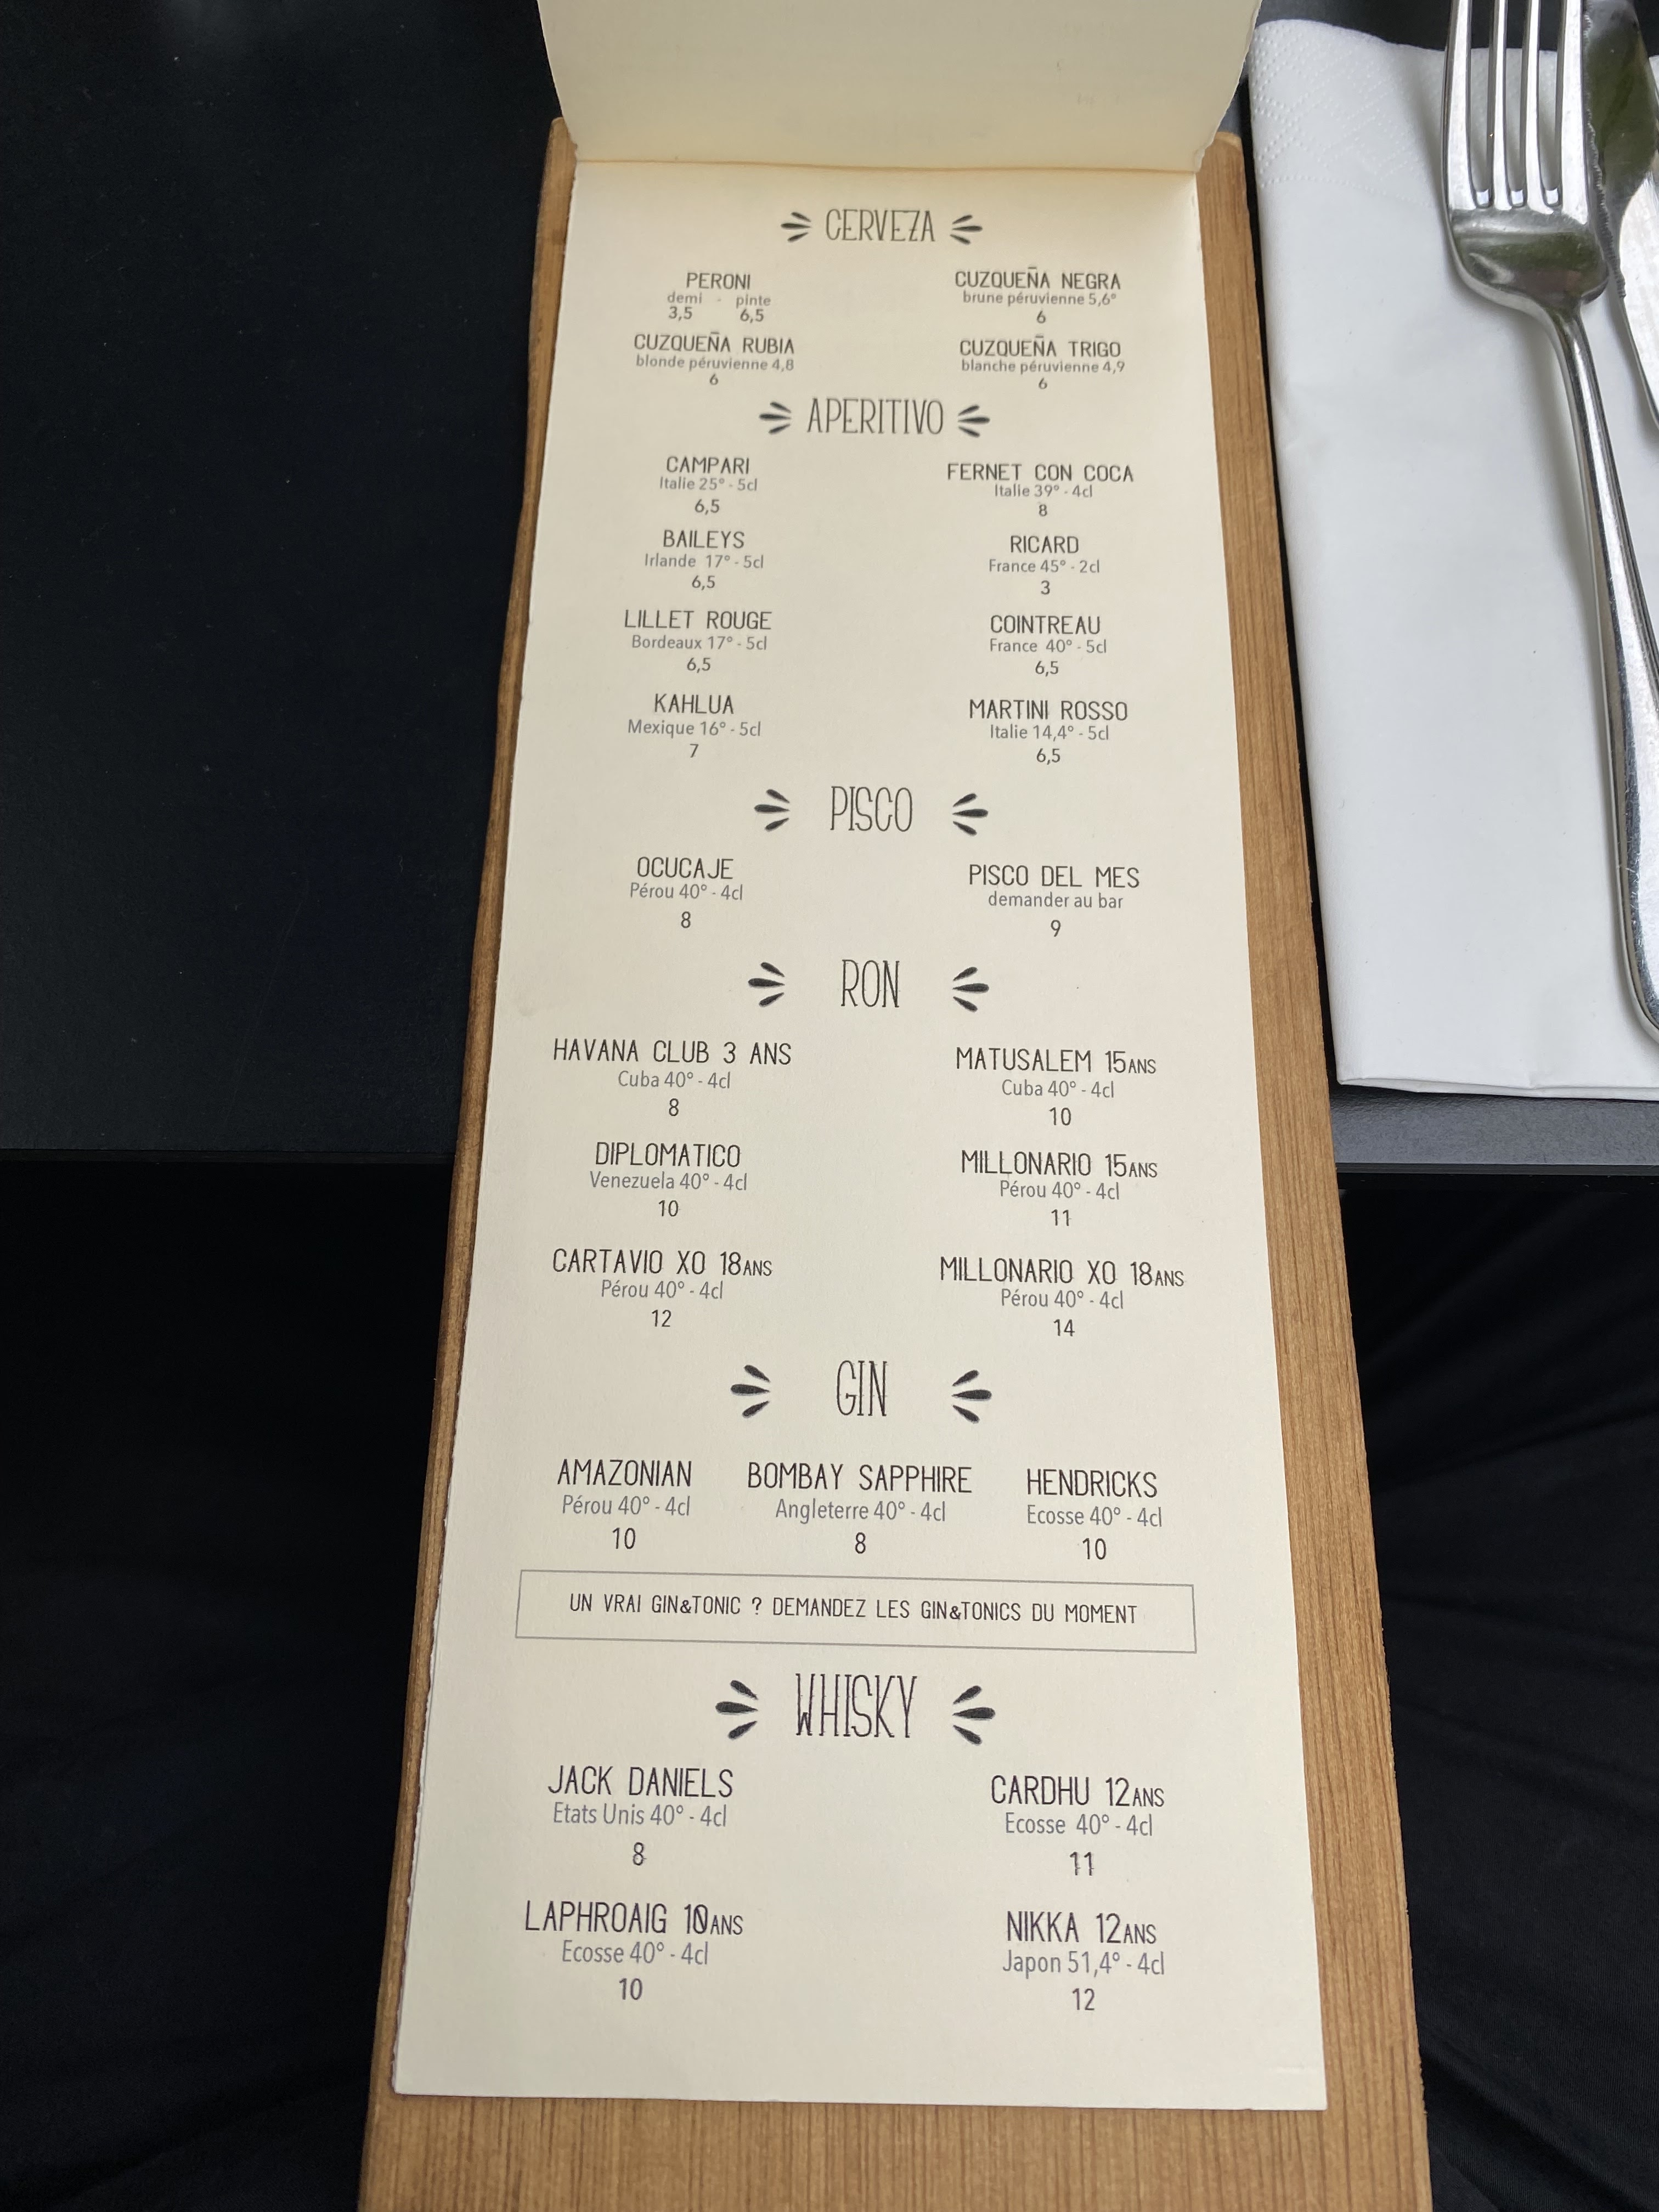 CERVEZA
PERONI
demi - pinte
3,5 6,5
CUZQUEÑA NEGRA
brune péruvienne 5,6°
6
CUZQUEÑA RUBIA
blonde péruvienne 4,8
6
CUZQUEÑA TRIGO
blanche péruvienne 4,9
6
APERITIVO
CAMPARI
Italie 25° - 5cl
6,5
FERNET CON COCA
Italie 39° - 4cl
8
BAILEYS
Irlande 17° - 5cl
6,5
RICARD
France 45° - 2cl
3
LILLET ROUGE
Bordeaux 17° - 5cl
6,5
COINTREAU
France 40° - 5cl
6,5
KAHLUA
Mexique 16° - 5cl
7
MARTINI ROSSO
Italie 14,4° - 5cl
6,5
PISCO
OCUCAJE
Pérou 40° - 4cl
8
PISCO DEL MES
demander au bar
9
RON
HAVANA CLUB 3 ANS
Cuba 40° - 4cl
8
MATUSALEM 15ANS
Cuba 40° - 4cl
10
DIPLOMATICO
Venezuela 40° - 4cl
10
MILLONARIO 15ANS
Pérou 40° - 4cl
11
CARTAVIO XO 18ANS
Pérou 40° - 4cl
12
MILLONARIO XO 18ANS
Pérou 40° - 4cl
14
GIN
AMAZONIAN
Pérou 40° - 4cl
10
BOMBAY SAPPHIRE
Angleterre 40° - 4cl
8
HENDRICKS
Ecosse 40° - 4cl
10
UN VRAI GIN&TONIC ? DEMANDEZ LES GIN&TONICS DU MOMENT
WHISKY
JACK DANIELS
Etats Unis 40° - 4cl
8
CARDHU 12ANS
Ecosse 40° - 4cl
11
LAPHROAIG 10ANS
Ecosse 40° - 4cl
10
NIKKA 12ANS
Japon 51,4° - 4cl
12